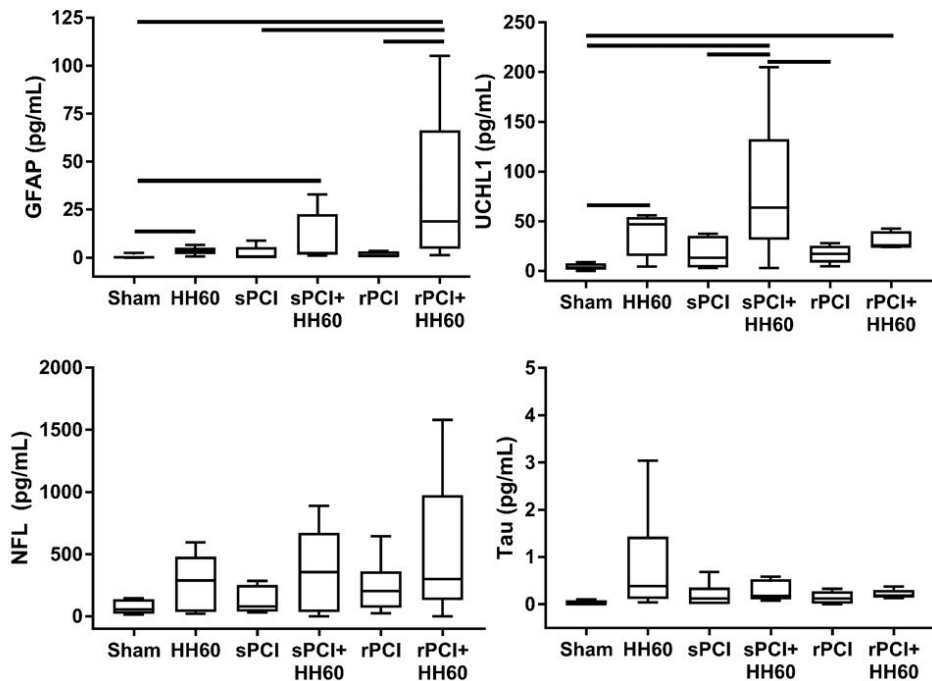 GFAP (pg/mL)
125
100
75
50
25
0
Sham HH60 sPCI sPCI+ rPCI rPCI+
HH60 HH60
UCHL1 (pg/mL)
250
200
150
100
50
0
Sham HH60 sPCI sPCI+ rPCI rPCI+
HH60 HH60
NFL
(pg/mL)
2000
1500
1000
500
0
Sham HH60 sPCI sPCI+ rPCI rPCI+
HH60 HH60
Tau (pg/mL)
5
4
3
2
1
0
Sham HH60 sPCI sPCI+ rPCI rPCI+
HH60 HH60